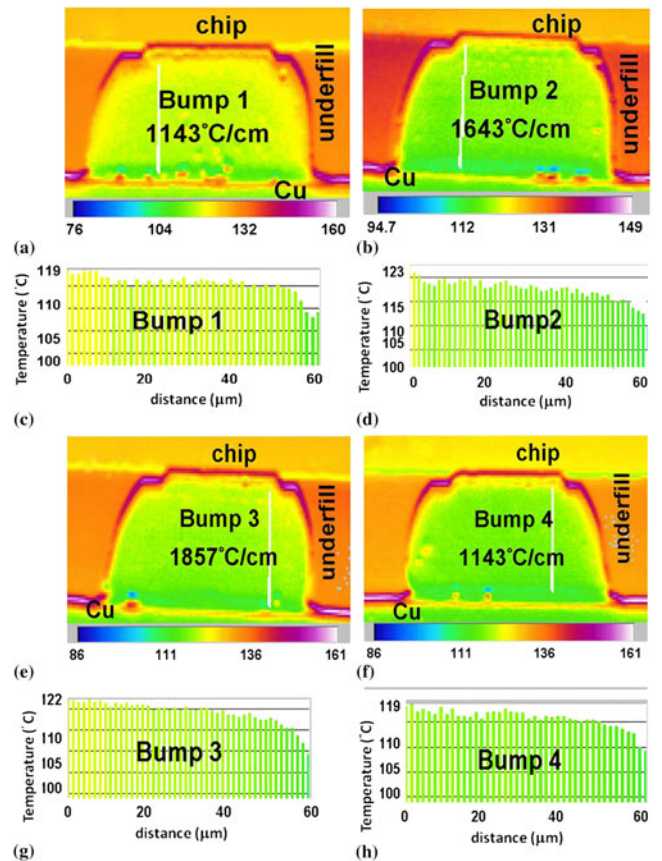 chip
chip
underfill
underfill
Bump 1
1143°C/cm
Bump 2
1643°C/cm
Cu
Cu
76 104 132 160
94.7 112 131 149
(a)
(b)
Temperature (°C)
119
110
105
100
Bump 1
0 20 40 60
distance (μm)
Temperature (°C)
123
115
110
105
100
Bump2
0 20 40 60
distance (μm)
(c)
(d)
chip
chip
underfill
underfill
Bump 3
1857°C/cm
Bump 4
1143°C/cm
Cu
Cu
86 111 136 161
86 111 136 161
(e)
(f)
Temperature (°C)
122
110
105
100
Bump 3
0 20 40 60
distance (μm)
Temperature (°C)
119
110
105
100
Bump 4
0 20 40 60
distance (μm)
(g)
(h)